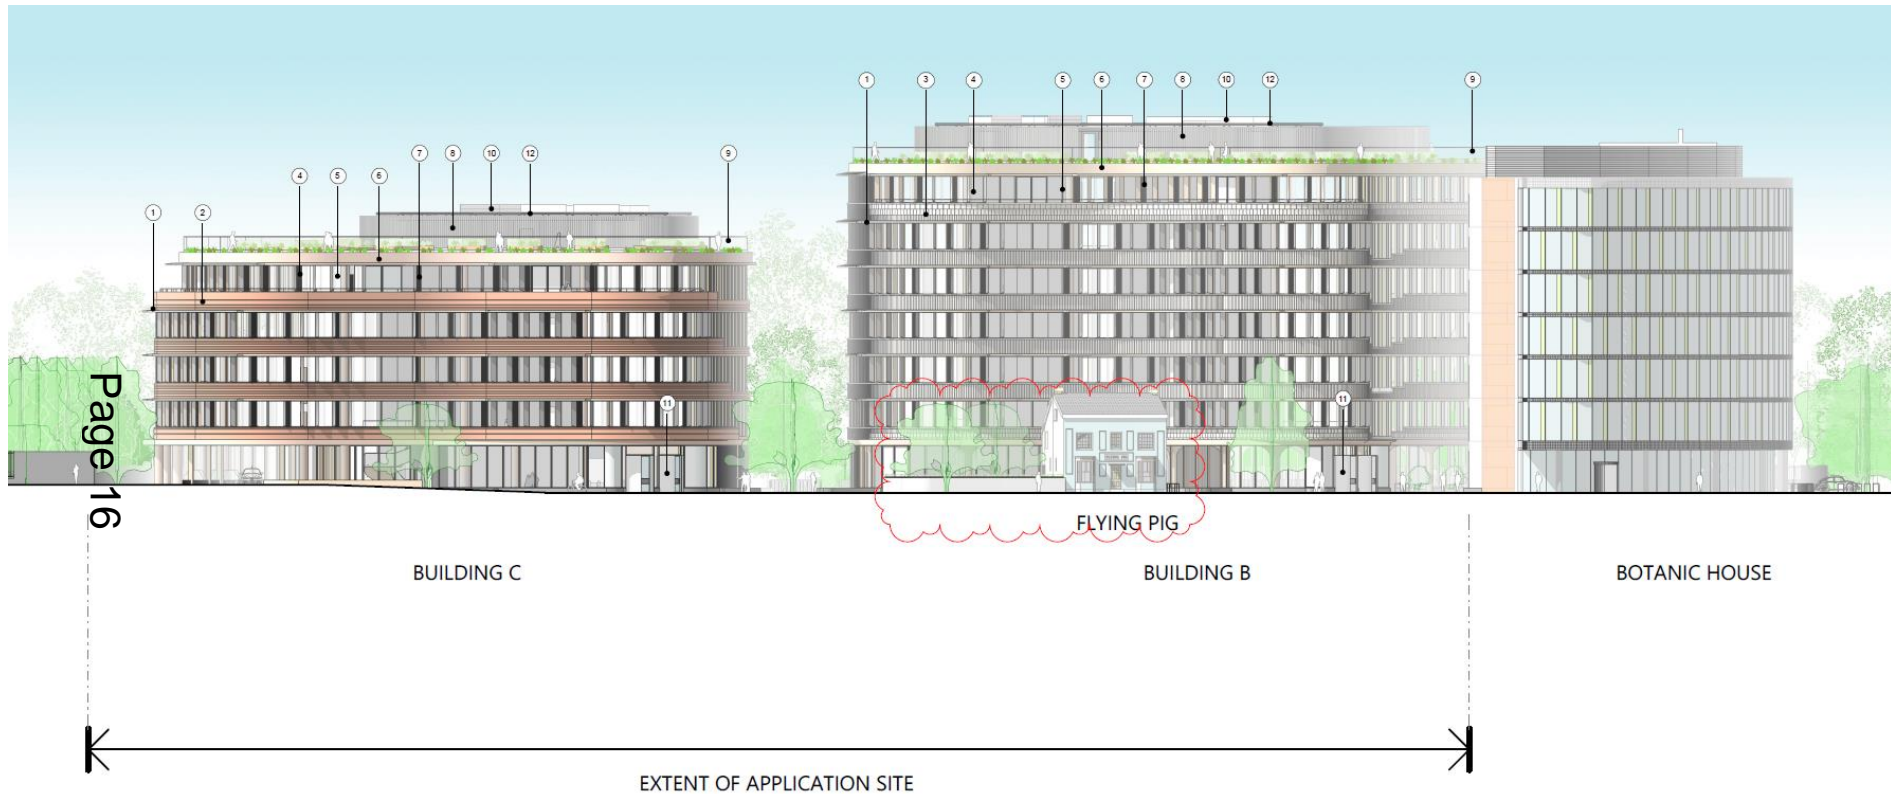 1 3 4 5 6 7 8 10 12 9
4 5 6 7 8 10 12 9
1 2
11
11
Page 16
FLYING PIG
BUILDING C
BUILDING B
BOTANIC HOUSE
EXTENT OF APPLICATION SITE